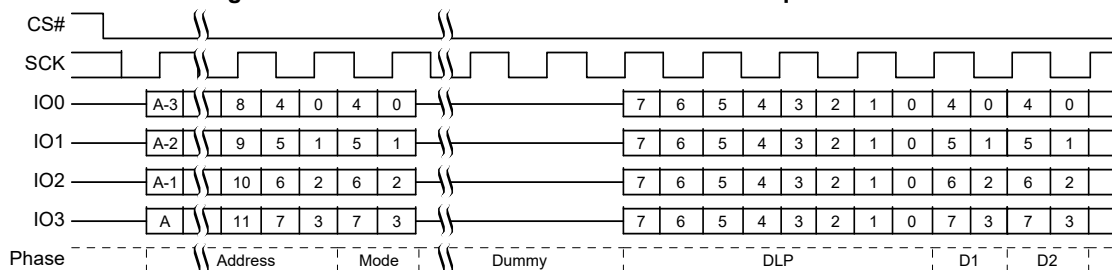 CS#
SCK
IO0 A-3 8 4 0 4 0 7 6 5 4 3 2 1 0 4 0 4 0
IO1 A-2 9 5 1 5 1 7 6 5 4 3 2 1 0 5 1 5 1
IO2 A-1 10 6 2 6 2 7 6 5 4 3 2 1 0 6 2 6 2
IO3 A 11 7 3 7 3 7 6 5 4 3 2 1 0 7 3 7 3
Phase Address Mode Dummy DLP D1 D2